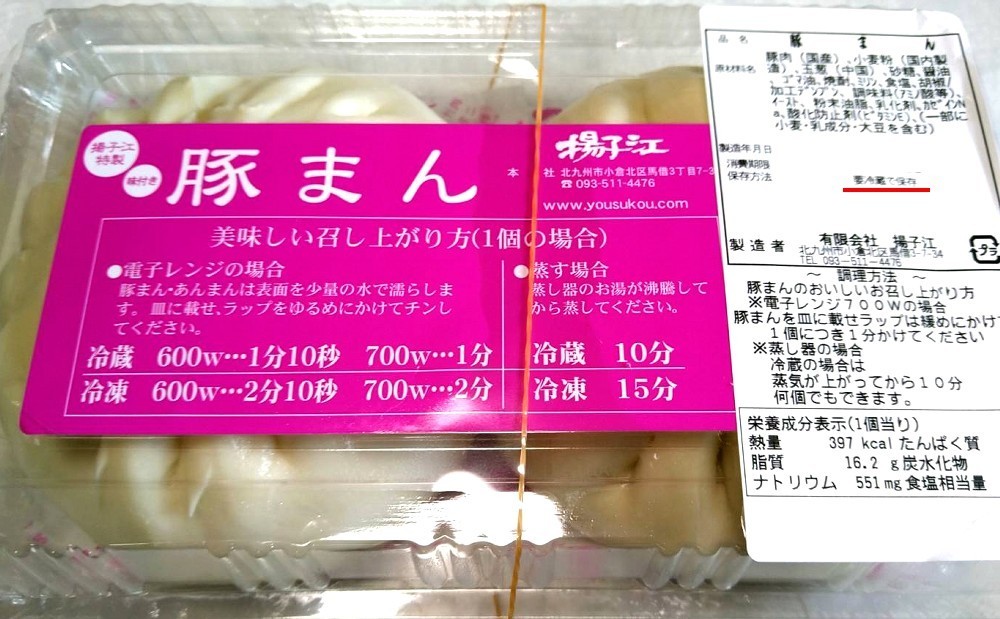 揚子江
特製
味付き
豚まん
揚子江
本 社 北九州市小倉北区馬借3丁目7-3
☎ 093-511-4476
www.yousukou.com
美味しい召し上がり方(1個の場合)
●電子レンジの場合
豚まん・あんまんは表面を少量の水で濡らしま
す。皿に載せ、ラップをゆるめにかけてチンし
てください。
冷蔵 600w…1分10秒 700w…1分
冷凍 600w…2分10秒 700w…2分
●蒸す場合
蒸し器のお湯が沸騰して
から蒸してください。
冷蔵 10分
冷凍 15分
品名 豚まん
原材料名 豚肉(国産)、小麦粉(国内製
造)、玉葱(中国)、砂糖、醤油
、ゴマ油、焼酎、ミリン、食塩、胡椒/
加工デンプン、調味料(アミノ酸等)、
イースト、粉末油脂、乳化剤、カゼインN
a、酸化防止剤(ビタミンE)、(一部に
小麦・乳成分・大豆を含む)
製造年月日
消費期限
保存方法 要冷蔵で保存
製造者 有限会社 揚子江
北九州市小倉北区馬借3-7-34
TEL 093-511-4476
プラ
~ 調理方法 ~
豚まんのおいしいお召し上がり方
※電子レンジ700Wの場合
豚まんを皿に載せラップは緩めにかけて
1個につき1分かけてください
※蒸し器の場合
冷蔵の場合は
蒸気が上がってから10分
何個でもできます。
栄養成分表示(1個当り)
熱量 397 kcal たんぱく質
脂質 16.2 g 炭水化物
ナトリウム 551 mg 食塩相当量